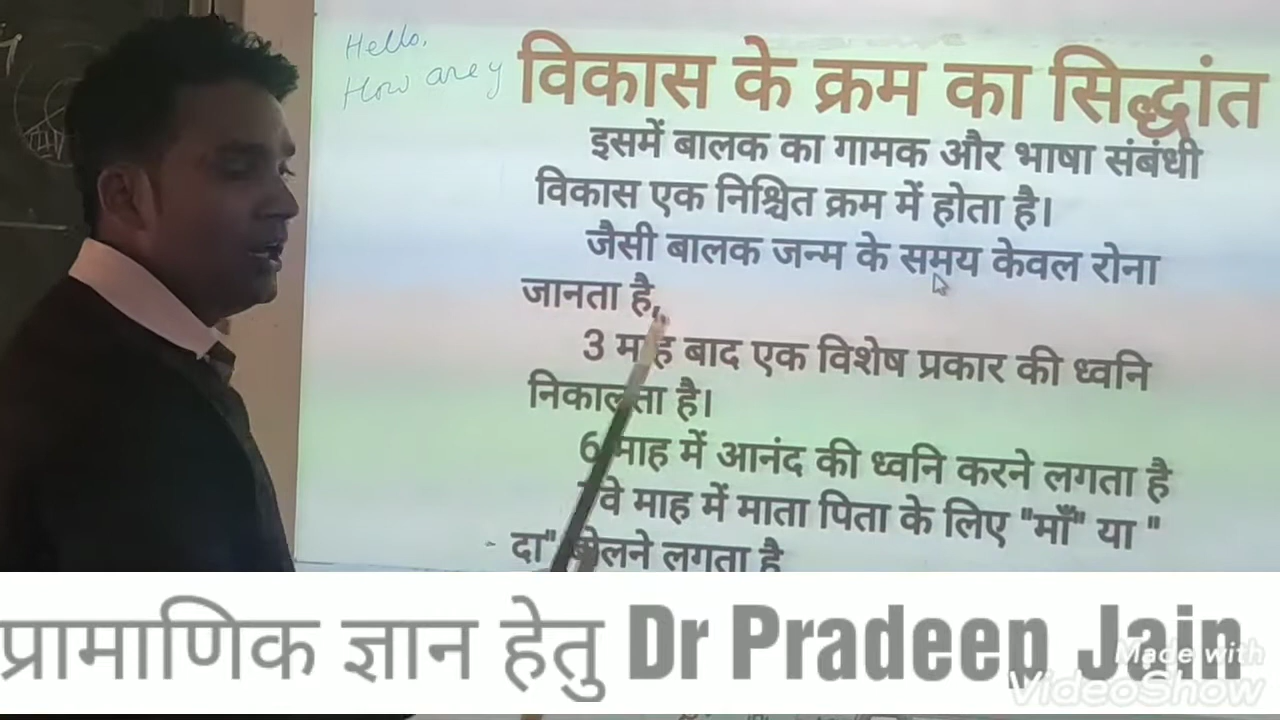 Hello,
How are y
विकास के क्रम का सिद्धांत
इसमें बालक का गामक और भाषा संबंधी
विकास एक निश्चित क्रम में होता है।
जैसी बालक जन्म के समय केवल रोना
जानता है,
3 माह बाद एक विशेष प्रकार की ध्वनि
निकालता है।
6 माह में आनंद की ध्वनि करने लगता है
वे माह में माता पिता के लिए "माँ" या "
दा" बोलने लगता है
प्रामाणिक ज्ञान हेतु Dr Pradeep Jain
Made with
VideoShow